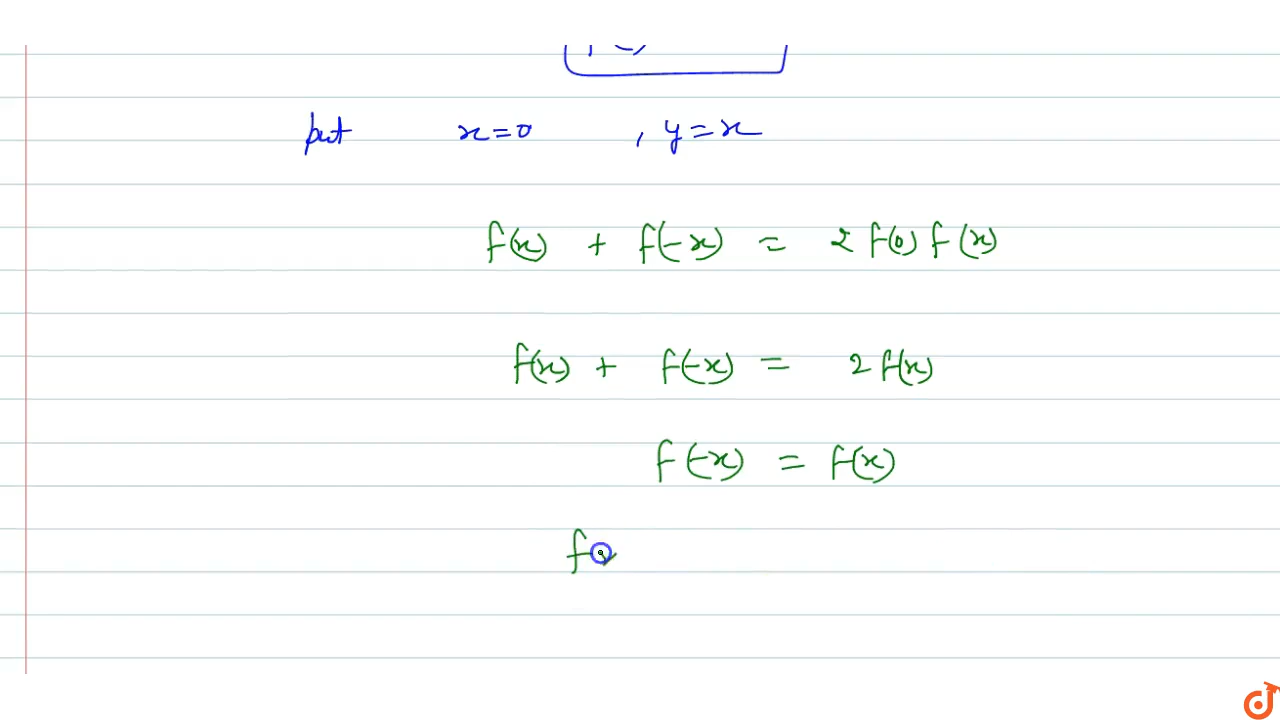 put x=0 , y=x
f(x) + f(-x) = 2 f(0) f(x)
f(x) + f(-x) = 2 f(x)
f(-x) = f(x)
f